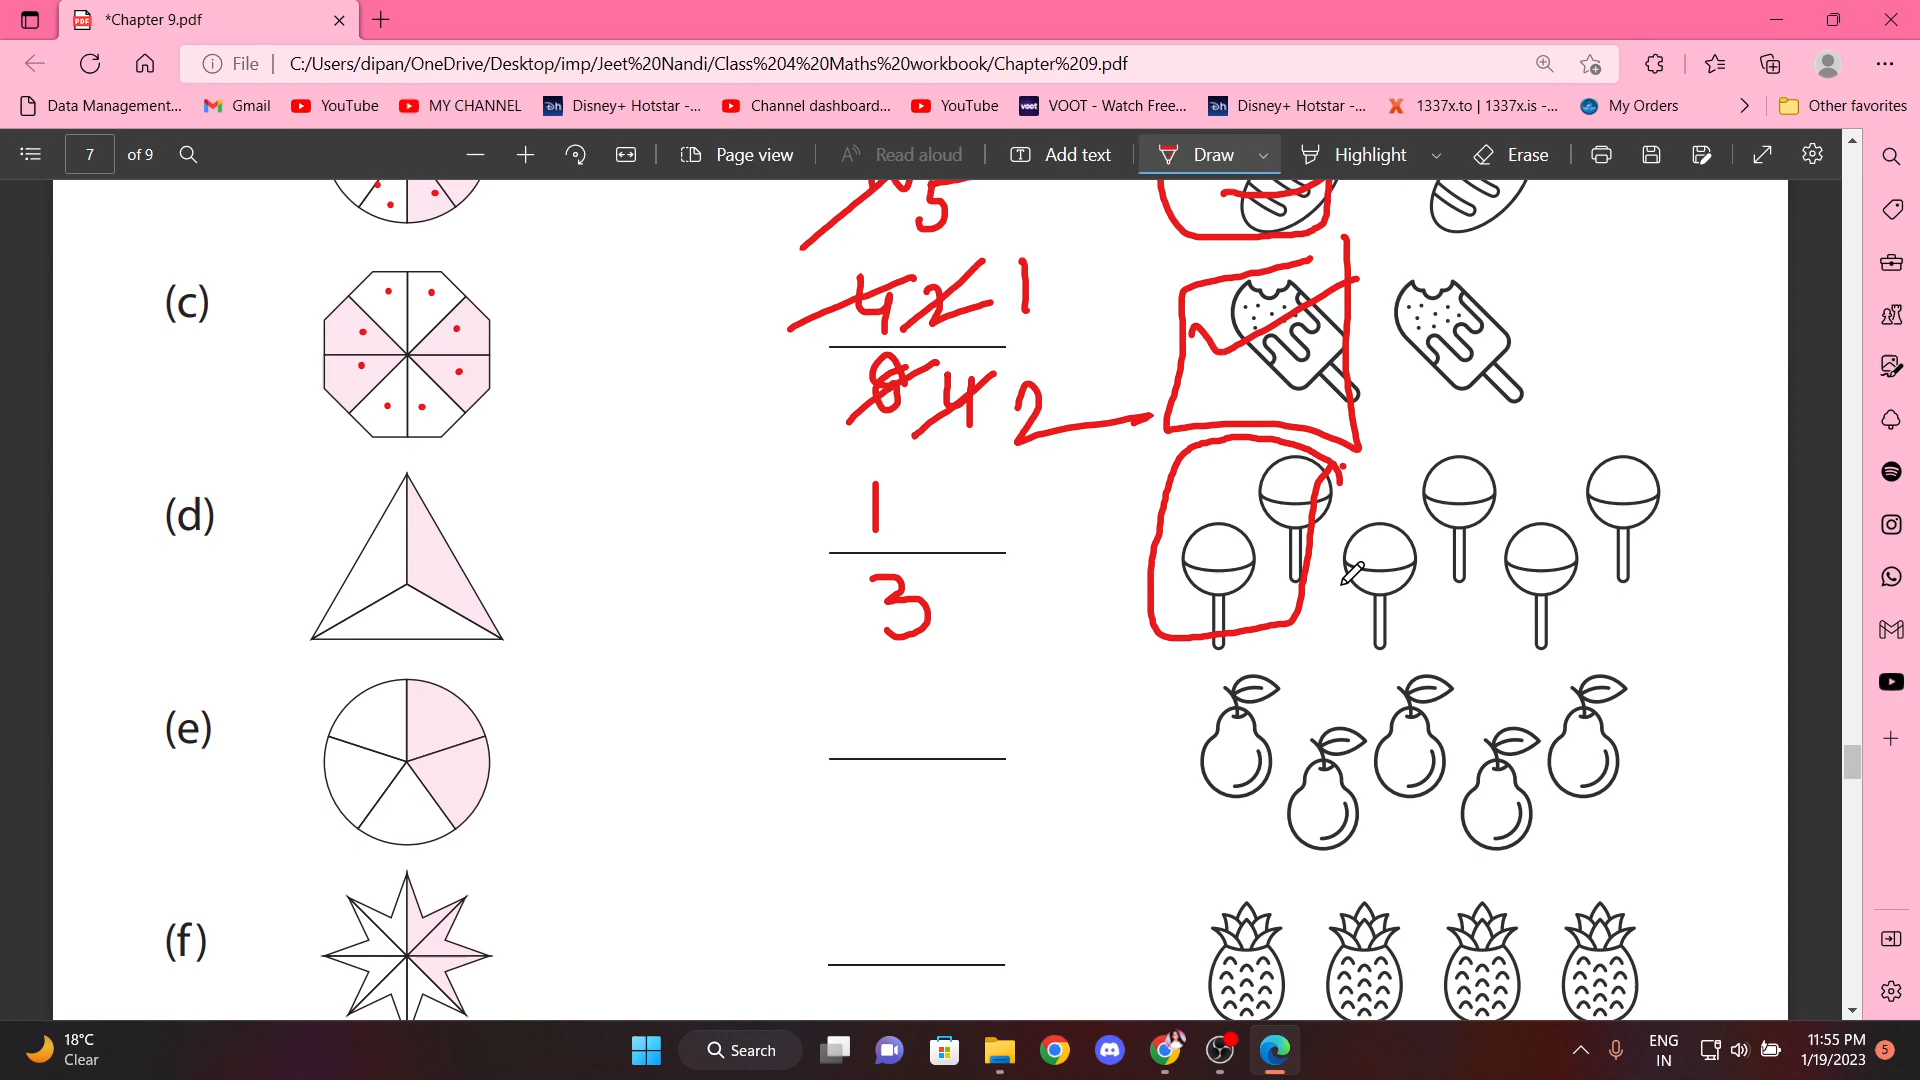 *Chapter 9.pdf
File C:/Users/dipan/OneDrive/Desktop/imp/Jeet%20Nandi/Class%204%20Maths%20workbook/Chapter%209.pdf
Data Management... Gmail YouTube MY CHANNEL Disney+ Hotstar -... Channel dashboard... YouTube VOOT - Watch Free... Disney+ Hotstar -... 1337x.to | 1337x.is -... My Orders Other favorites
7 of 9 Page view Read aloud Add text Draw Highlight Erase
5
(c) 4 2 1
8 4 2
(d) 1
3
(e)
(f)
18°C
Clear
Search
ENG
IN
11:55 PM
1/19/2023
5